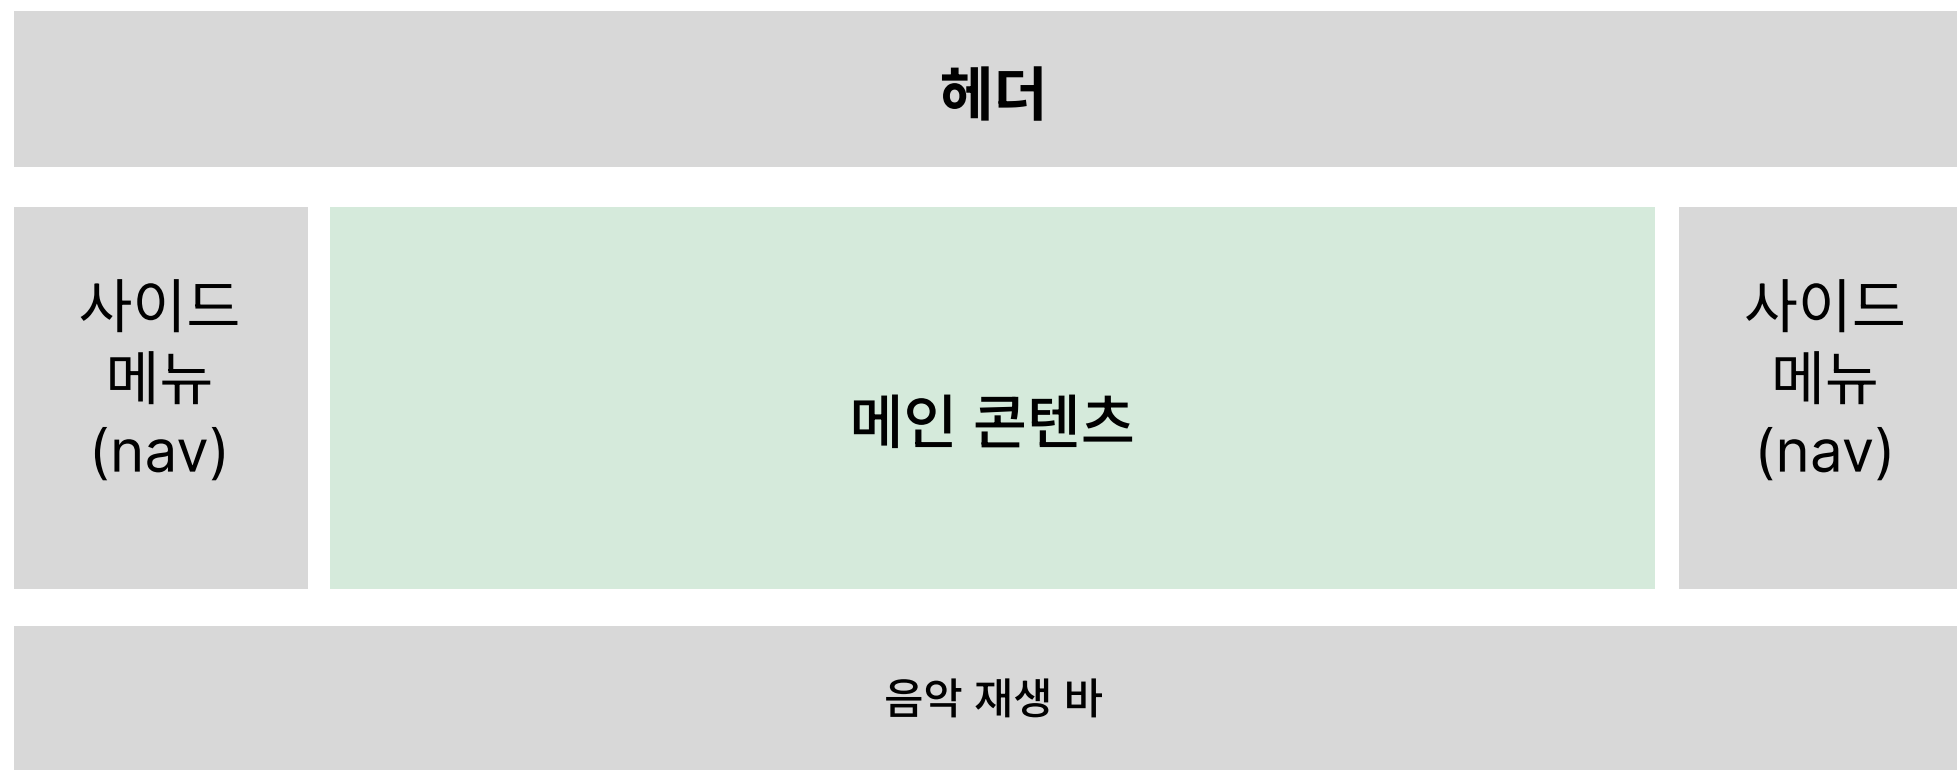 헤더
사이드
메뉴
(nav)
메인 콘텐츠
사이드
메뉴
(nav)
음악 재생 바